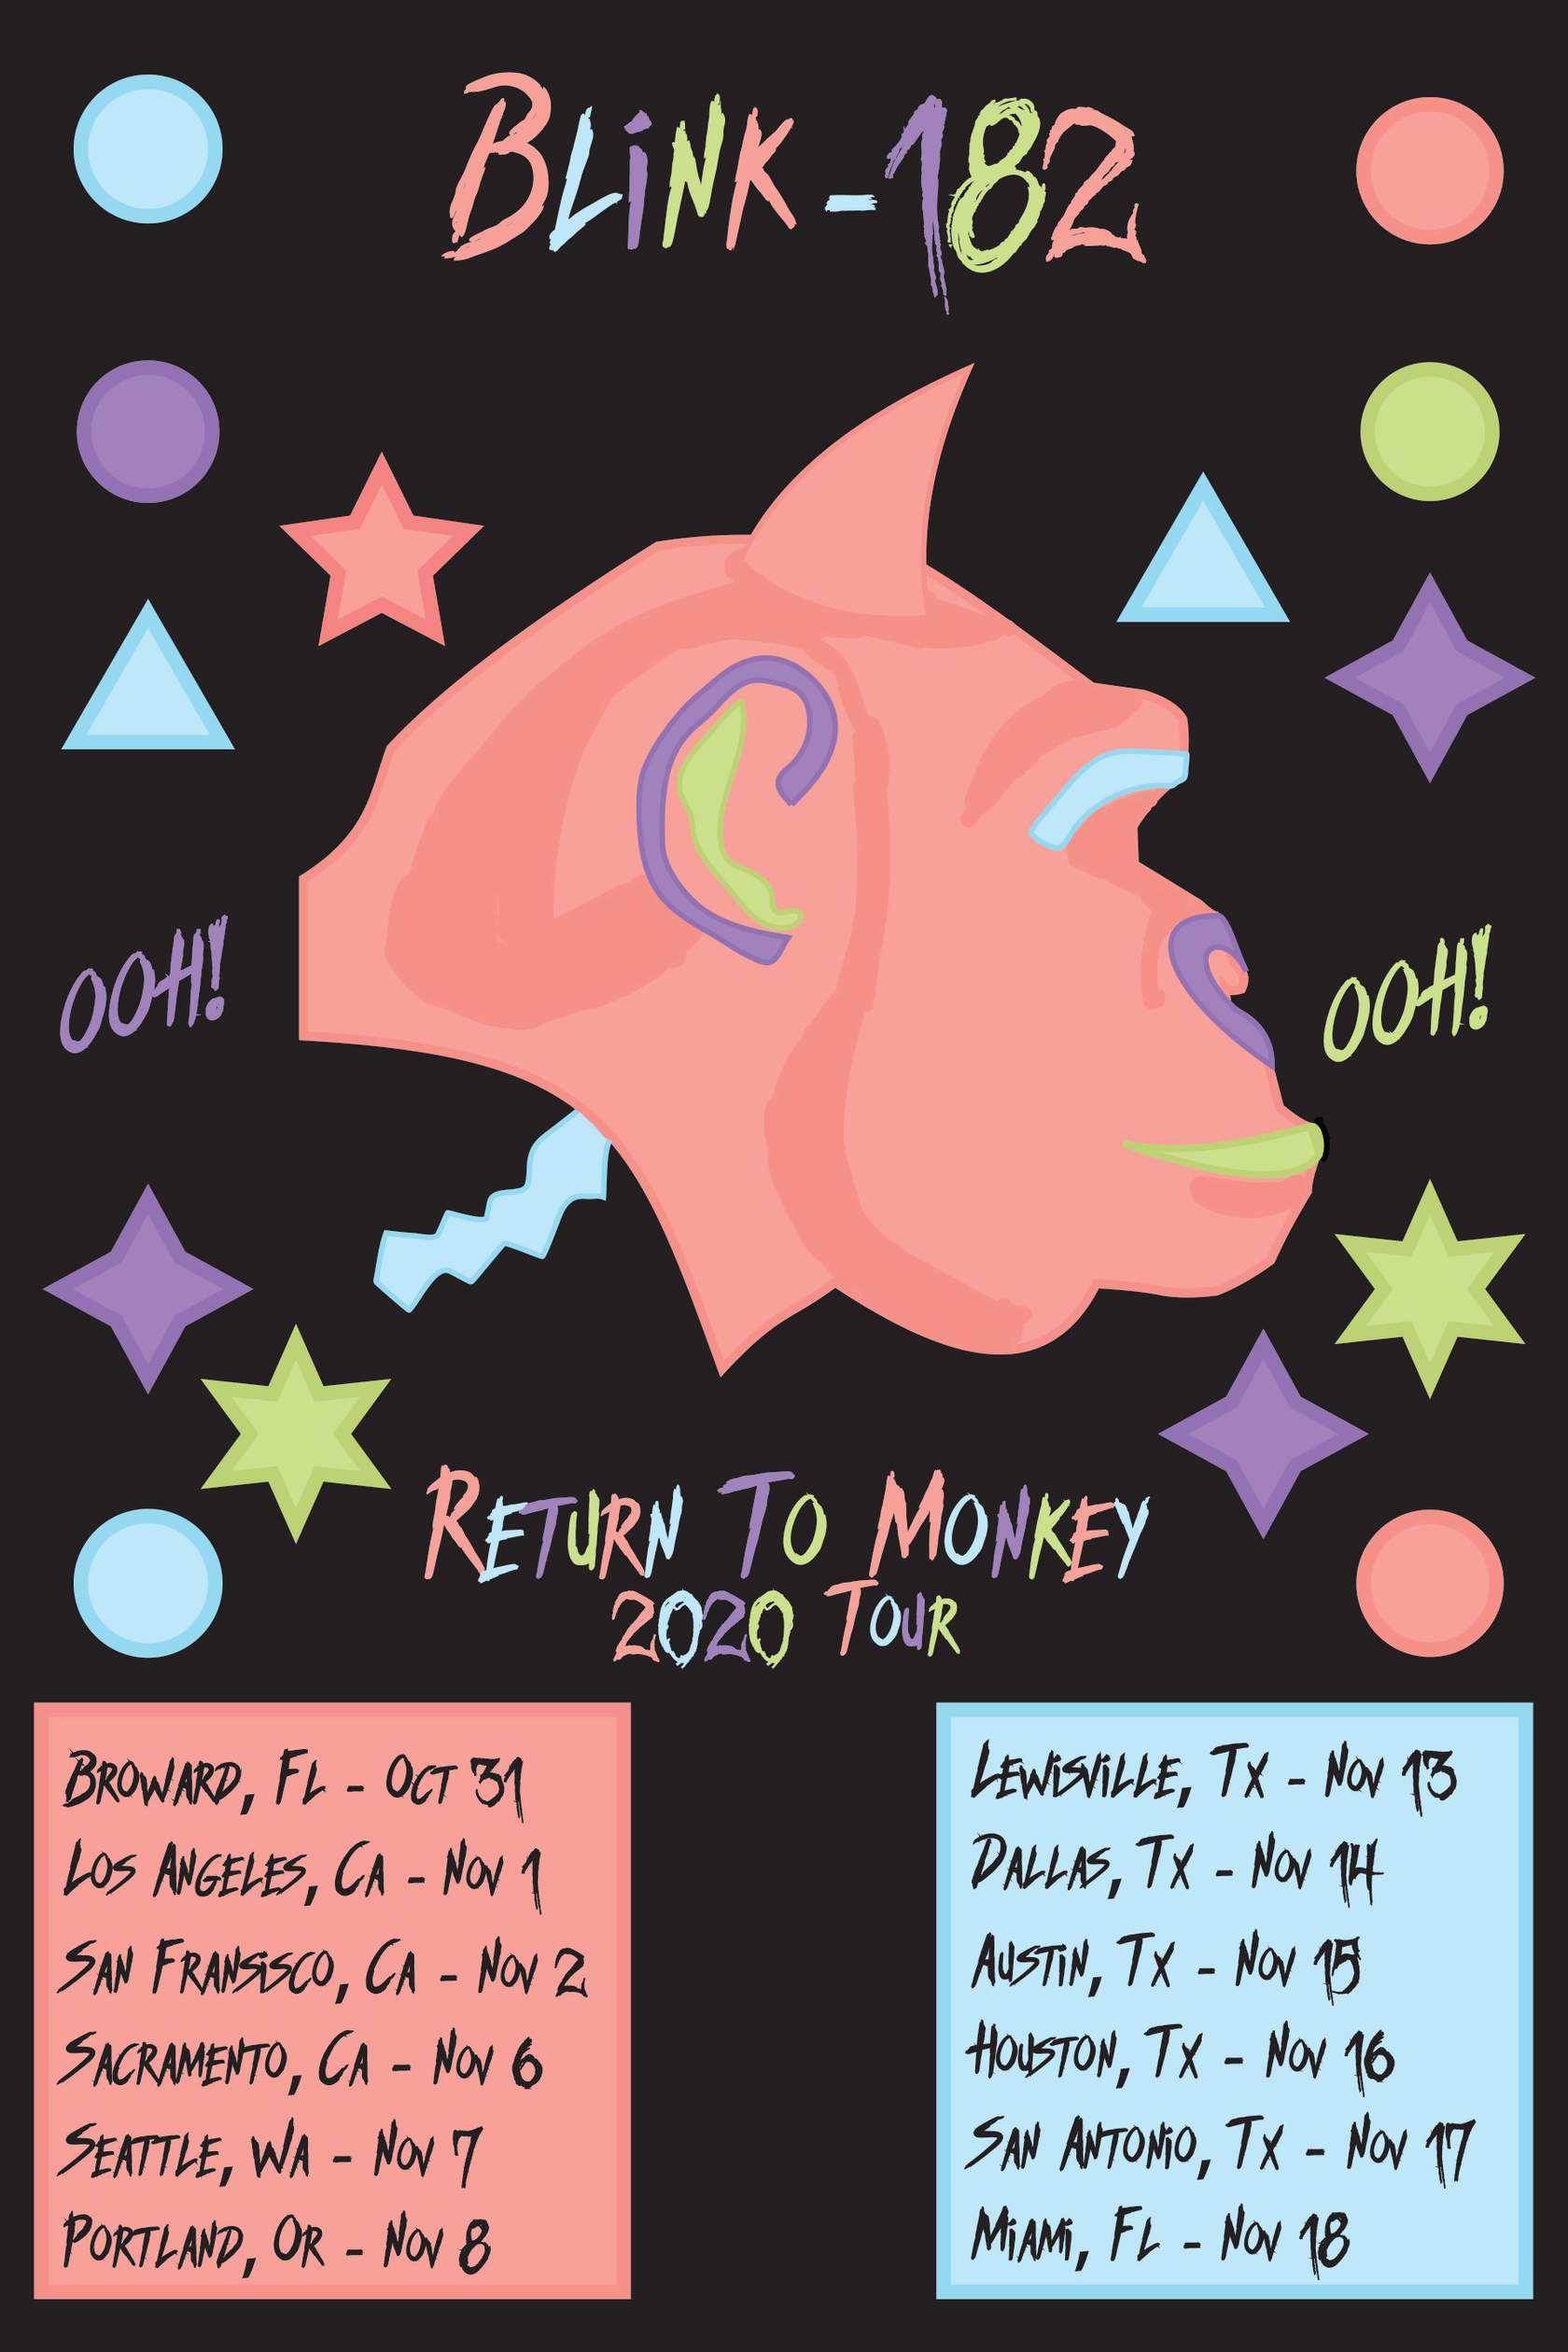 Blink-182
OOH!
OOH!
Return To Monkey
2020 Tour
Broward, Fl - Oct 31
Los Angeles, Ca - Nov 1
San Fransisco, Ca - Nov 2
Sacramento, Ca - Nov 6
Seattle, Wa - Nov 7
Portland, Or - Nov 8
Lewisville, Tx - Nov 13
Dallas, Tx - Nov 14
Austin, Tx - Nov 15
Houston, Tx - Nov 16
San Antonio, Tx - Nov 17
Miami, Fl - Nov 18